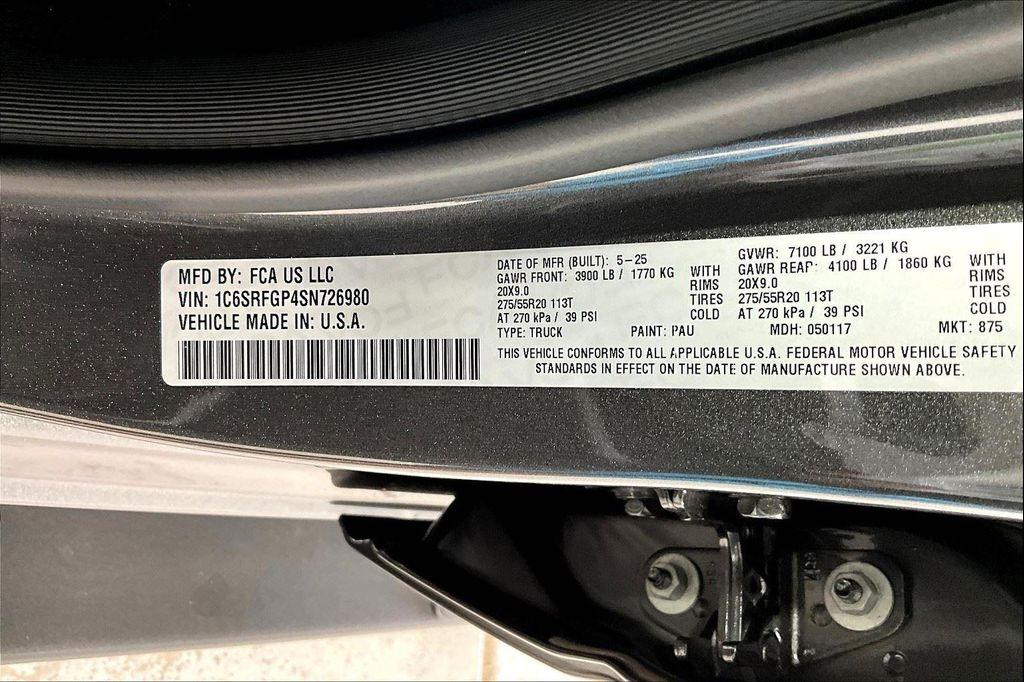 MFD BY: FCA US LLC
VIN: 1C6SRFGP4SN726980
VEHICLE MADE IN: U.S.A.
DATE OF MFR (BUILT): 5-25
GAWR FRONT: 3900 LB / 1770 KG WITH
20X9.0 RIMS
275/55R20 113T TIRES
AT 270 kPa / 39 PSI COLD
GVWR: 7100 LB / 3221 KG
GAWR REAR: 4100 LB / 1860 KG WITH
20X9.0 RIMS
275/55R20 113T TIRES
AT 270 kPa / 39 PSI COLD
TYPE: TRUCK PAINT: PAU MDH: 050117 MKT: 875
THIS VEHICLE CONFORMS TO ALL APPLICABLE U.S.A. FEDERAL MOTOR VEHICLE SAFETY
STANDARDS IN EFFECT ON THE DATE OF MANUFACTURE SHOWN ABOVE.